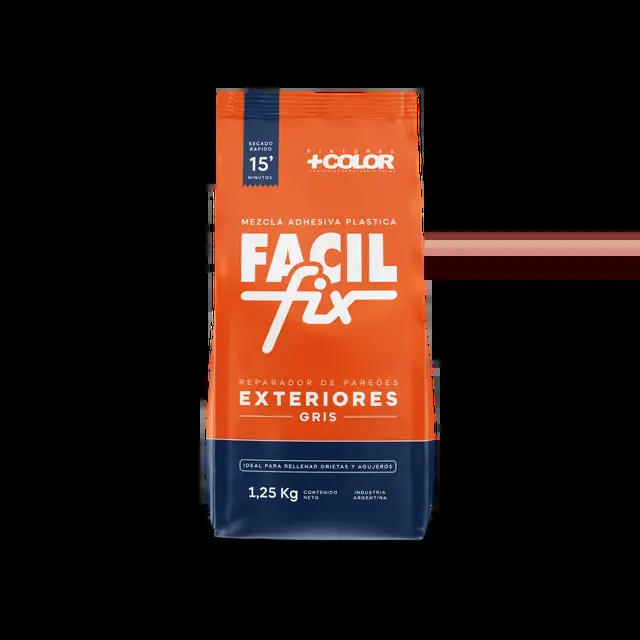 SECADO
RAPIDO
15'
MINUTOS
PINTURAS
+COLOR
MEZCLA ADHESIVA PLASTICA
FACIL
fix
REPARADOR DE PAREDES
EXTERIORES
GRIS
IDEAL PARA RELLENAR GRIETAS Y AGUJEROS
1,25 Kg
CONTENIDO
NETO
INDUSTRIA
ARGENTINA